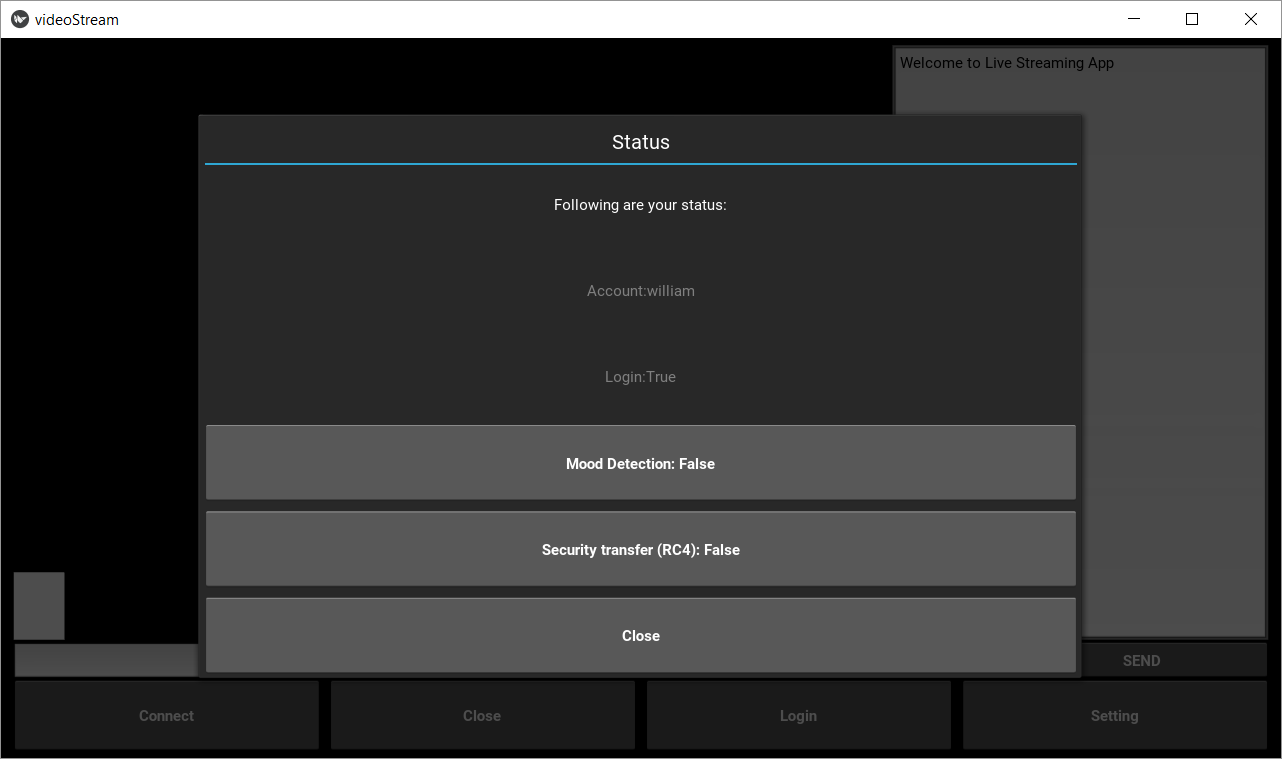 videoStream
Welcome to Live Streaming App
Status
Following are your status:
Account:william
Login:True
Mood Detection: False
Security transfer (RC4): False
Close
SEND
Connect
Close
Login
Setting